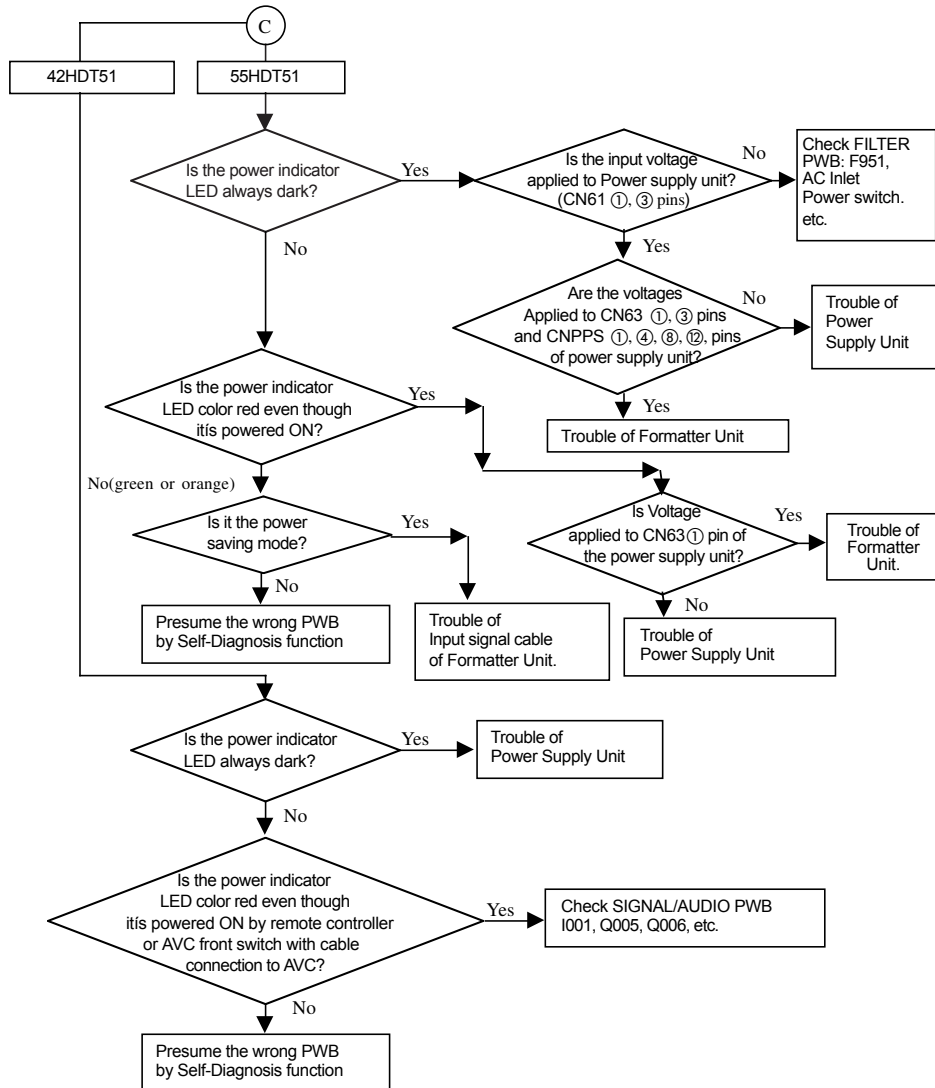 C
42HDT51
55HDT51
Is the power indicator
LED always dark?
Yes
Is the input voltage
applied to Power supply unit?
(CN61 ①, ③ pins)
No
Check FILTER
PWB: F951,
AC Inlet
Power switch.
etc.
No
Yes
Are the voltages
Applied to CN63 ①, ③ pins
and CNPPS ①, ④, ⑧, ⑫, pins
of power supply unit?
No
Trouble of
Power
Supply Unit
Yes
Trouble of Formatter Unit
Is the power indicator
LED color red even though
itís powered ON?
Yes
No(green or orange)
Is it the power
saving mode?
Yes
Is Voltage
applied to CN63① pin of
the power supply unit?
Yes
Trouble of
Formatter
Unit.
No
Presume the wrong PWB
by Self-Diagnosis function
Trouble of
Input signal cable
of Formatter Unit.
No
Trouble of
Power Supply Unit
Is the power indicator
LED always dark?
Yes
Trouble of
Power Supply Unit
No
Is the power indicator
LED color red even though
itís powered ON by remote controller
or AVC front switch with cable
connection to AVC?
Yes
Check SIGNAL/AUDIO PWB
I001, Q005, Q006, etc.
No
Presume the wrong PWB
by Self-Diagnosis function